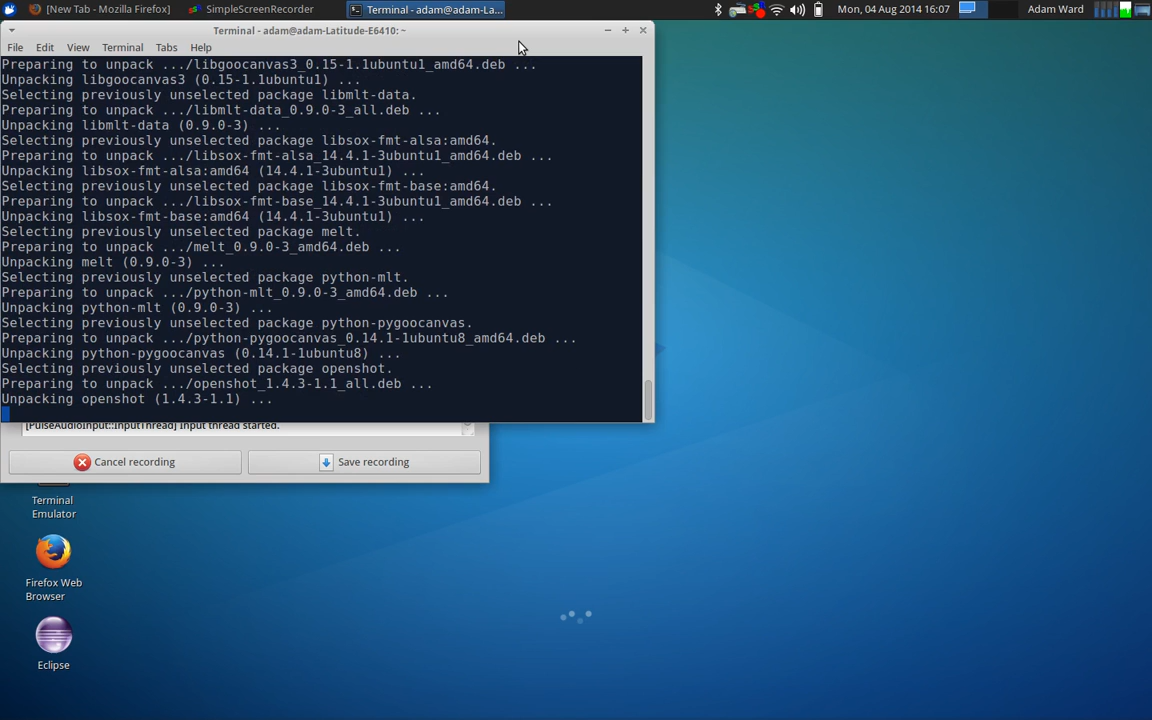 [New Tab - Mozilla Firefox]
SimpleScreenRecorder
Terminal - adam@adam-La...
Mon, 04 Aug 2014 16:07
Adam Ward
Terminal - adam@adam-Latitude-E6410: ~
File Edit View Terminal Tabs Help
Preparing to unpack .../libgoocanvas3_0.15-1.1ubuntu1_amd64.deb ...
Unpacking libgoocanvas3 (0.15-1.1ubuntu1) ...
Selecting previously unselected package libmlt-data.
Preparing to unpack .../libmlt-data_0.9.0-3_all.deb ...
Unpacking libmlt-data (0.9.0-3) ...
Selecting previously unselected package libsox-fmt-alsa:amd64.
Preparing to unpack .../libsox-fmt-alsa_14.4.1-3ubuntu1_amd64.deb ...
Unpacking libsox-fmt-alsa:amd64 (14.4.1-3ubuntu1) ...
Selecting previously unselected package libsox-fmt-base:amd64.
Preparing to unpack .../libsox-fmt-base_14.4.1-3ubuntu1_amd64.deb ...
Unpacking libsox-fmt-base:amd64 (14.4.1-3ubuntu1) ...
Selecting previously unselected package melt.
Preparing to unpack .../melt_0.9.0-3_amd64.deb ...
Unpacking melt (0.9.0-3) ...
Selecting previously unselected package python-mlt.
Preparing to unpack .../python-mlt_0.9.0-3_amd64.deb ...
Unpacking python-mlt (0.9.0-3) ...
Selecting previously unselected package python-pygoocanvas.
Preparing to unpack .../python-pygoocanvas_0.14.1-1ubuntu8_amd64.deb ...
Unpacking python-pygoocanvas (0.14.1-1ubuntu8) ...
Selecting previously unselected package openshot.
Preparing to unpack .../openshot_1.4.3-1.1_all.deb ...
Unpacking openshot (1.4.3-1.1) ...
[PulseAudioInput::InputThread] Input thread started.
Cancel recording
Save recording
Terminal
Emulator
Firefox Web
Browser
Eclipse